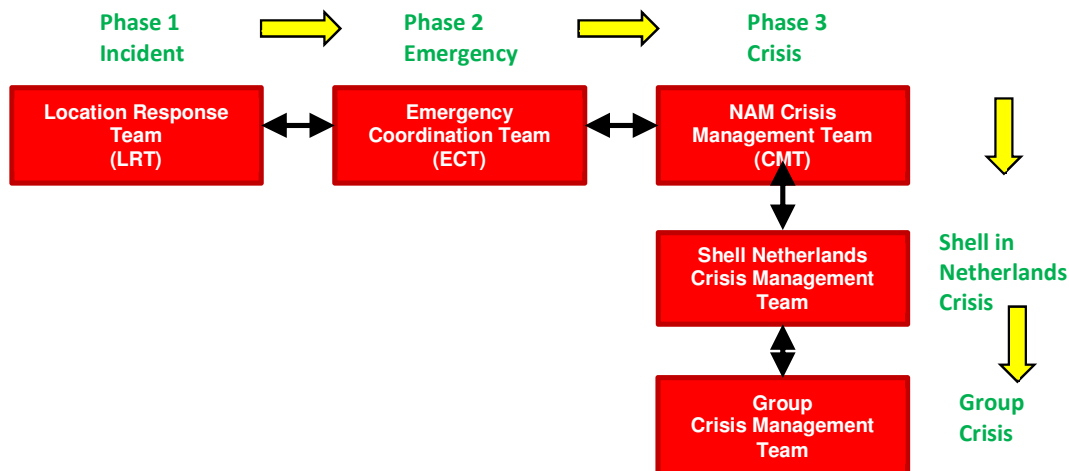 Phase 1
Incident
Phase 2
Emergency
Phase 3
Crisis
Location Response
Team
(LRT)
Emergency
Coordination Team
(ECT)
NAM Crisis
Management Team
(CMT)
Shell Netherlands
Crisis Management
Team
Shell in
Netherlands
Crisis
Group
Crisis Management
Team
Group
Crisis